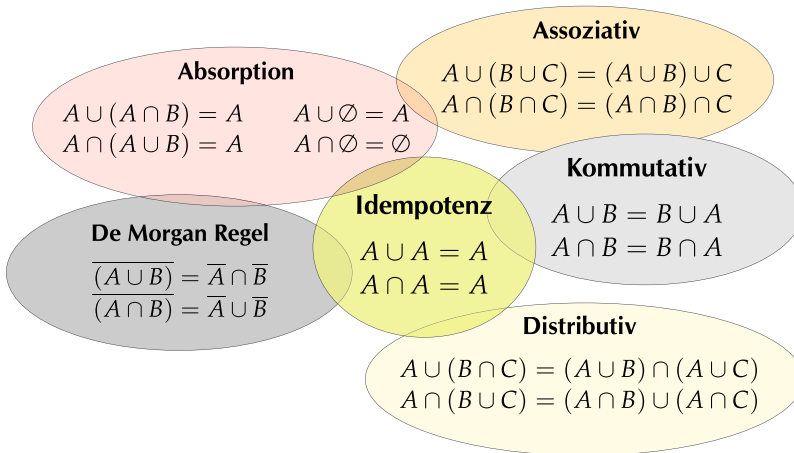 Assoziativ
A ∪ (B ∪ C) = (A ∪ B) ∪ C
A ∩ (B ∩ C) = (A ∩ B) ∩ C
Absorption
A ∪ (A ∩ B) = A    A ∪ ∅ = A
A ∩ (A ∪ B) = A    A ∩ ∅ = ∅
Kommutativ
A ∪ B = B ∪ A
A ∩ B = B ∩ A
Idempotenz
A ∪ A = A
A ∩ A = A
De Morgan Regel
(A̅ ∪̅ B̅)̅ = A̅ ∩ B̅
(A̅ ∩̅ B̅)̅ = A̅ ∪ B̅
Distributiv
A ∪ (B ∩ C) = (A ∪ B) ∩ (A ∪ C)
A ∩ (B ∪ C) = (A ∩ B) ∪ (A ∩ C)